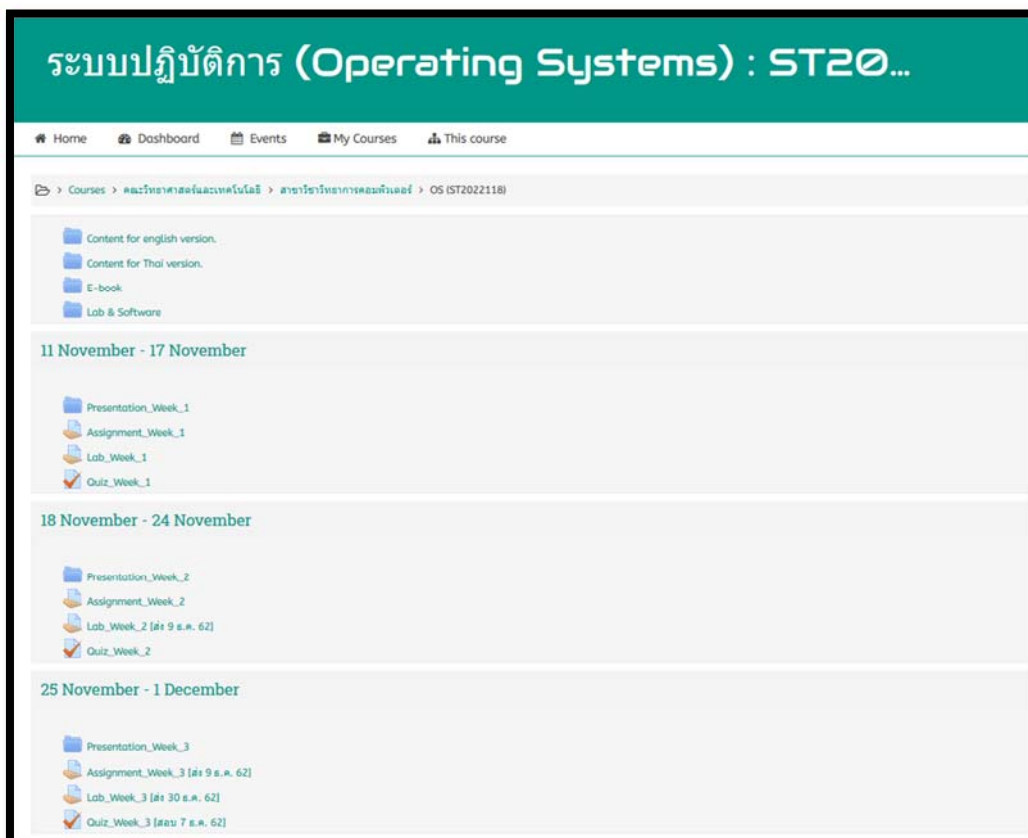 ระบบปฏิบัติการ (Operating Systems) : ST20...
Home Dashboard Events My Courses This course
> Courses > คณะวิทยาศาสตร์และเทคโนโลยี > สาขาวิชาวิทยาการคอมพิวเตอร์ > OS (ST2022118)
Content for english version.
Content for Thai version.
E-book
Lab & Software
11 November - 17 November
Presentation_Week_1
Assignment_Week_1
Lab_Week_1
Quiz_Week_1
18 November - 24 November
Presentation_Week_2
Assignment_Week_2
Lab_Week_2 [ส่ง 9 ธ.ค. 62]
Quiz_Week_2
25 November - 1 December
Presentation_Week_3
Assignment_Week_3 [ส่ง 9 ธ.ค. 62]
Lab_Week_3 [ส่ง 30 ธ.ค. 62]
Quiz_Week_3 [สอบ 7 ธ.ค. 62]